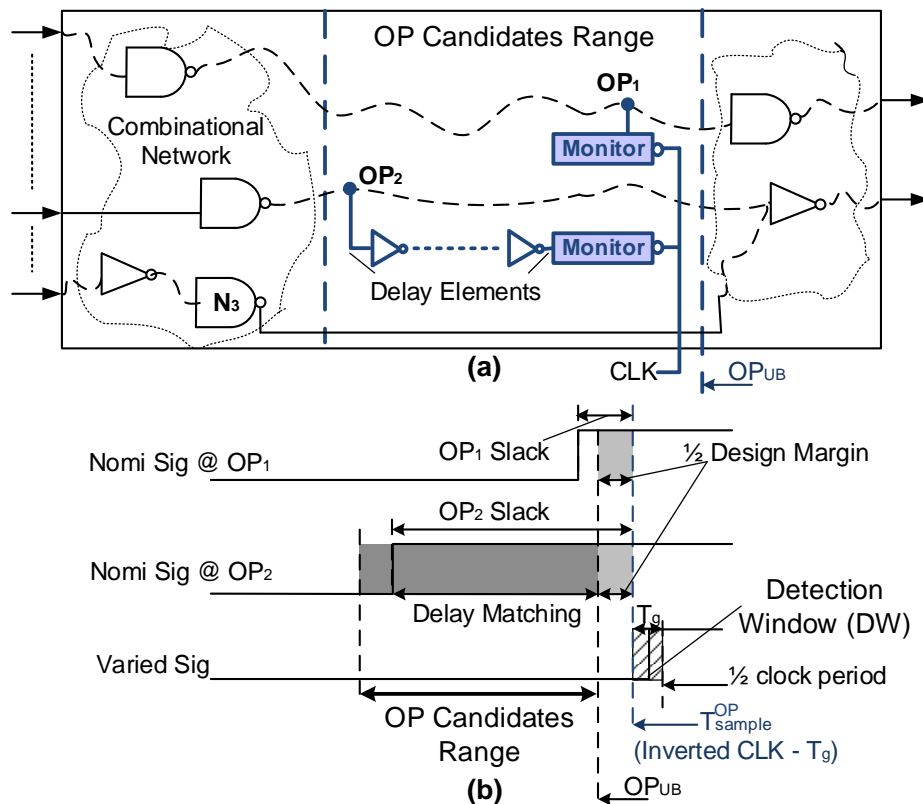 OP Candidates Range
OP1
Combinational
Network
Monitor
OP2
Monitor
Delay Elements
N3
(a)
CLK
OPUB
OP1 Slack
½ Design Margin
Nomi Sig @ OP1
OP2 Slack
Nomi Sig @ OP2
Delay Matching
Detection
Window (DW)
Tg
Varied Sig
½ clock period
OP Candidates
Range
TsampleOP
(Inverted CLK - Tg)
(b)
OPUB